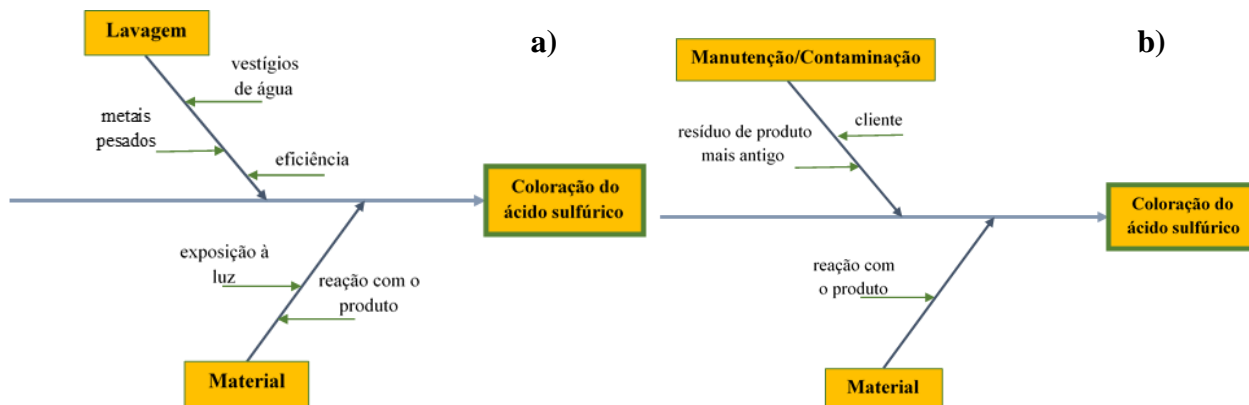 a)
Lavagem
vestígios
de água
metais
pesados
eficiência
Coloração do
ácido sulfúrico
exposição à
luz
reação com o
produto
Material
b)
Manutenção/Contaminação
cliente
resíduo de produto
mais antigo
Coloração do
ácido sulfúrico
reação com
o produto
Material